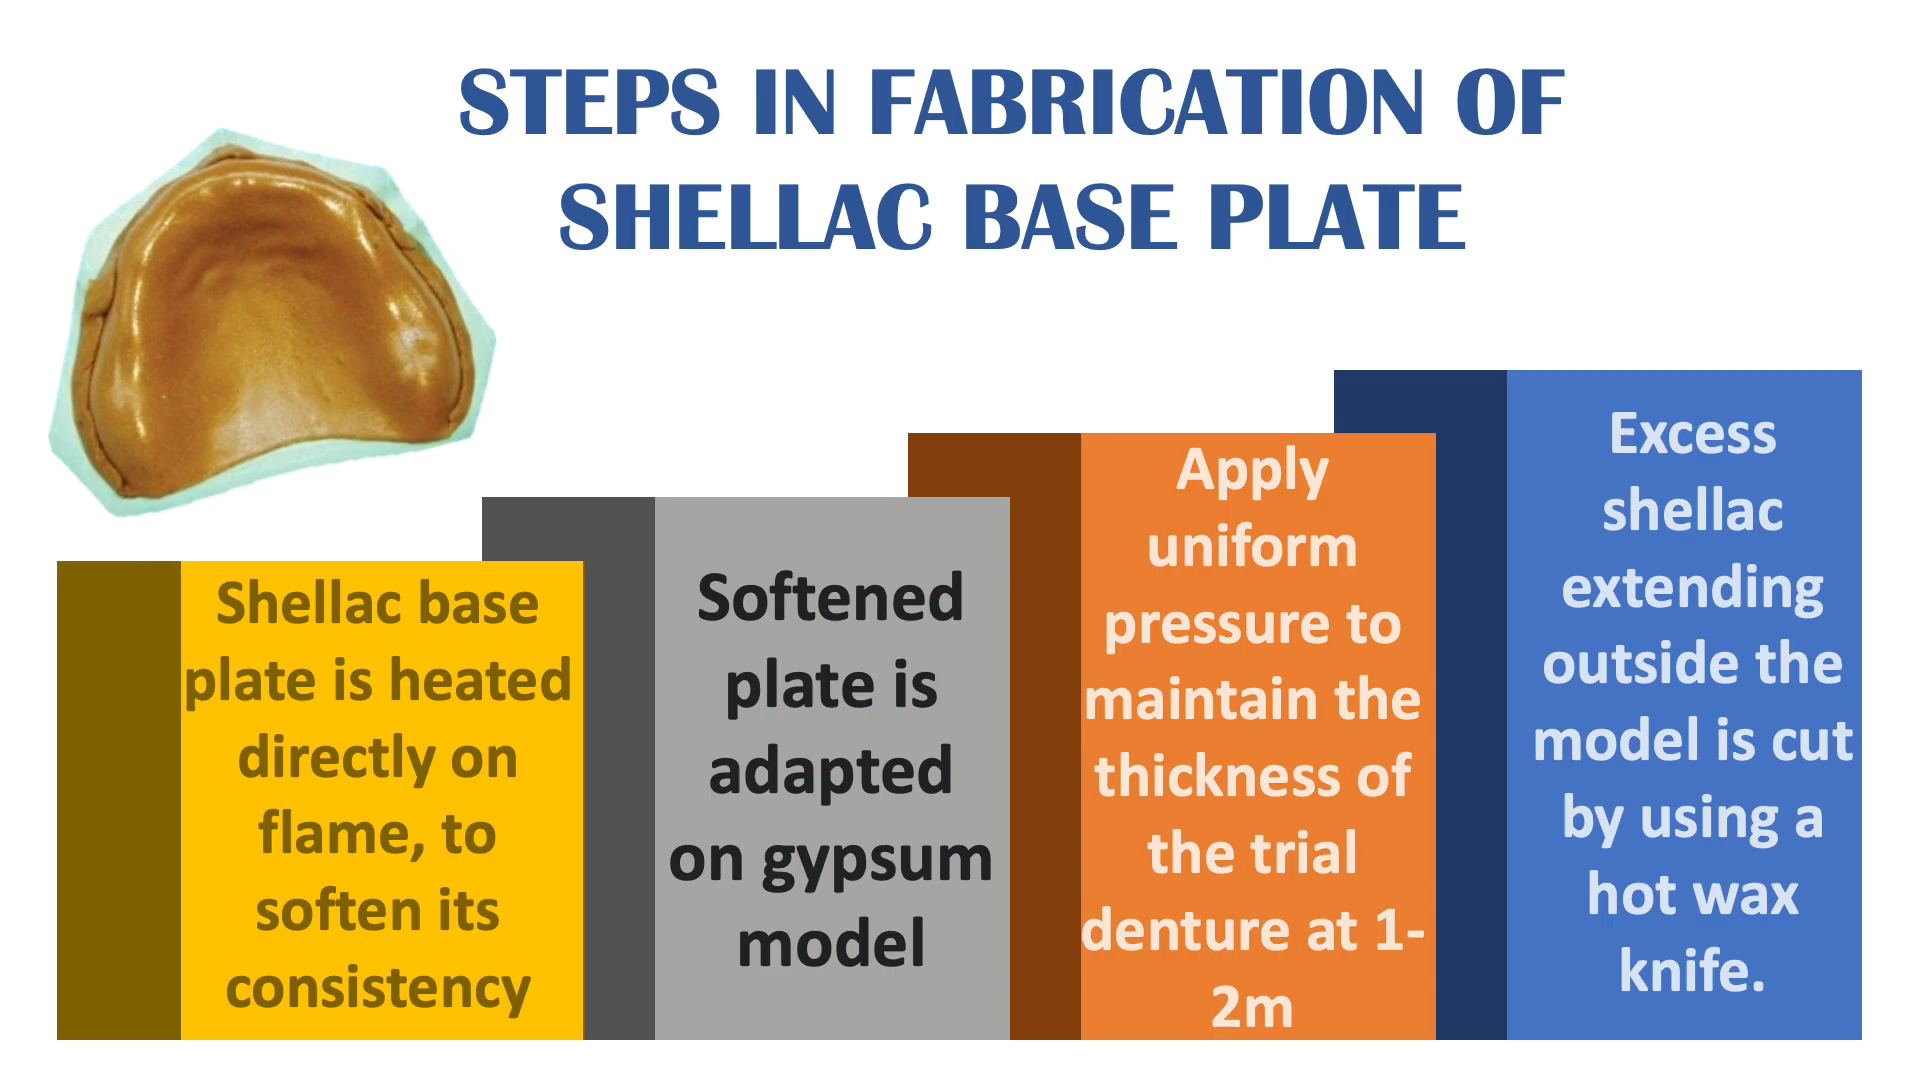 STEPS IN FABRICATION OF
SHELLAC BASE PLATE
Shellac base
plate is heated
directly on
flame, to
soften its
consistency
Softened
plate is
adapted
on gypsum
model
Apply
uniform
pressure to
maintain the
thickness of
the trial
denture at 1-
2m
Excess
shellac
extending
outside the
model is cut
by using a
hot wax
knife.